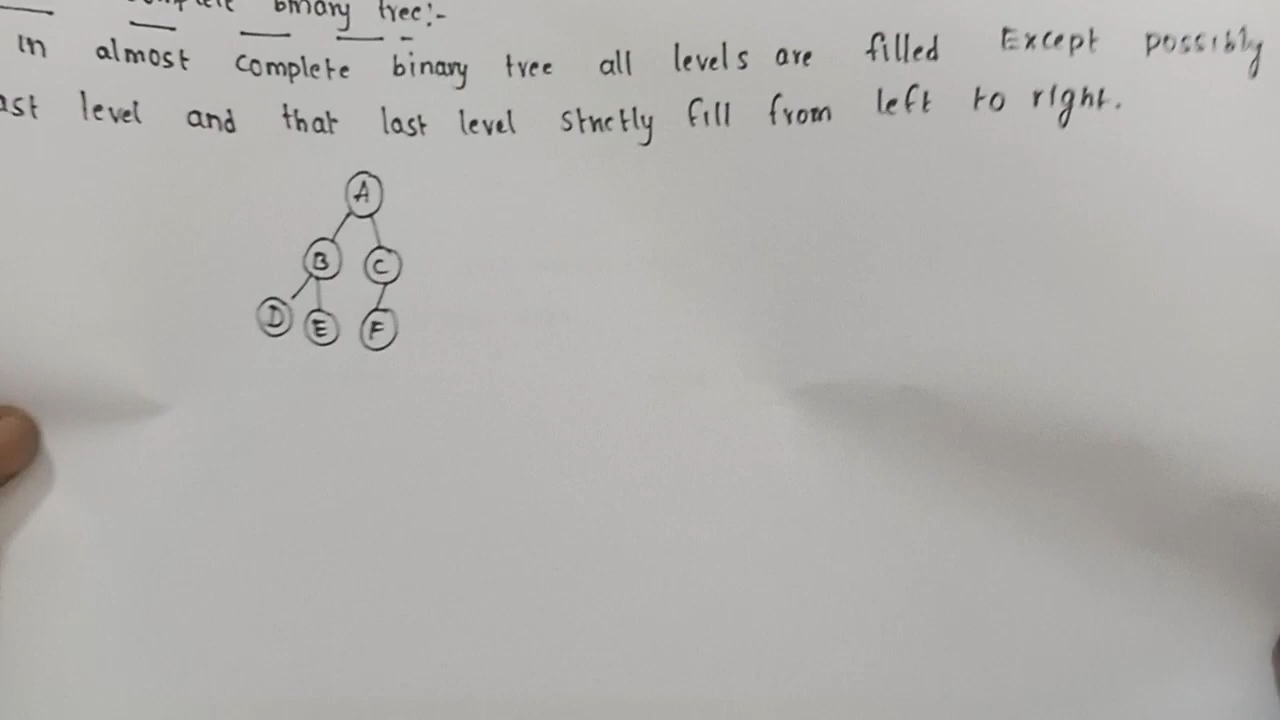 binary tree:-
In almost complete binary tree all levels are filled Except possibly
last level and that last level strictly fill from left to right.
A
B C
D E F